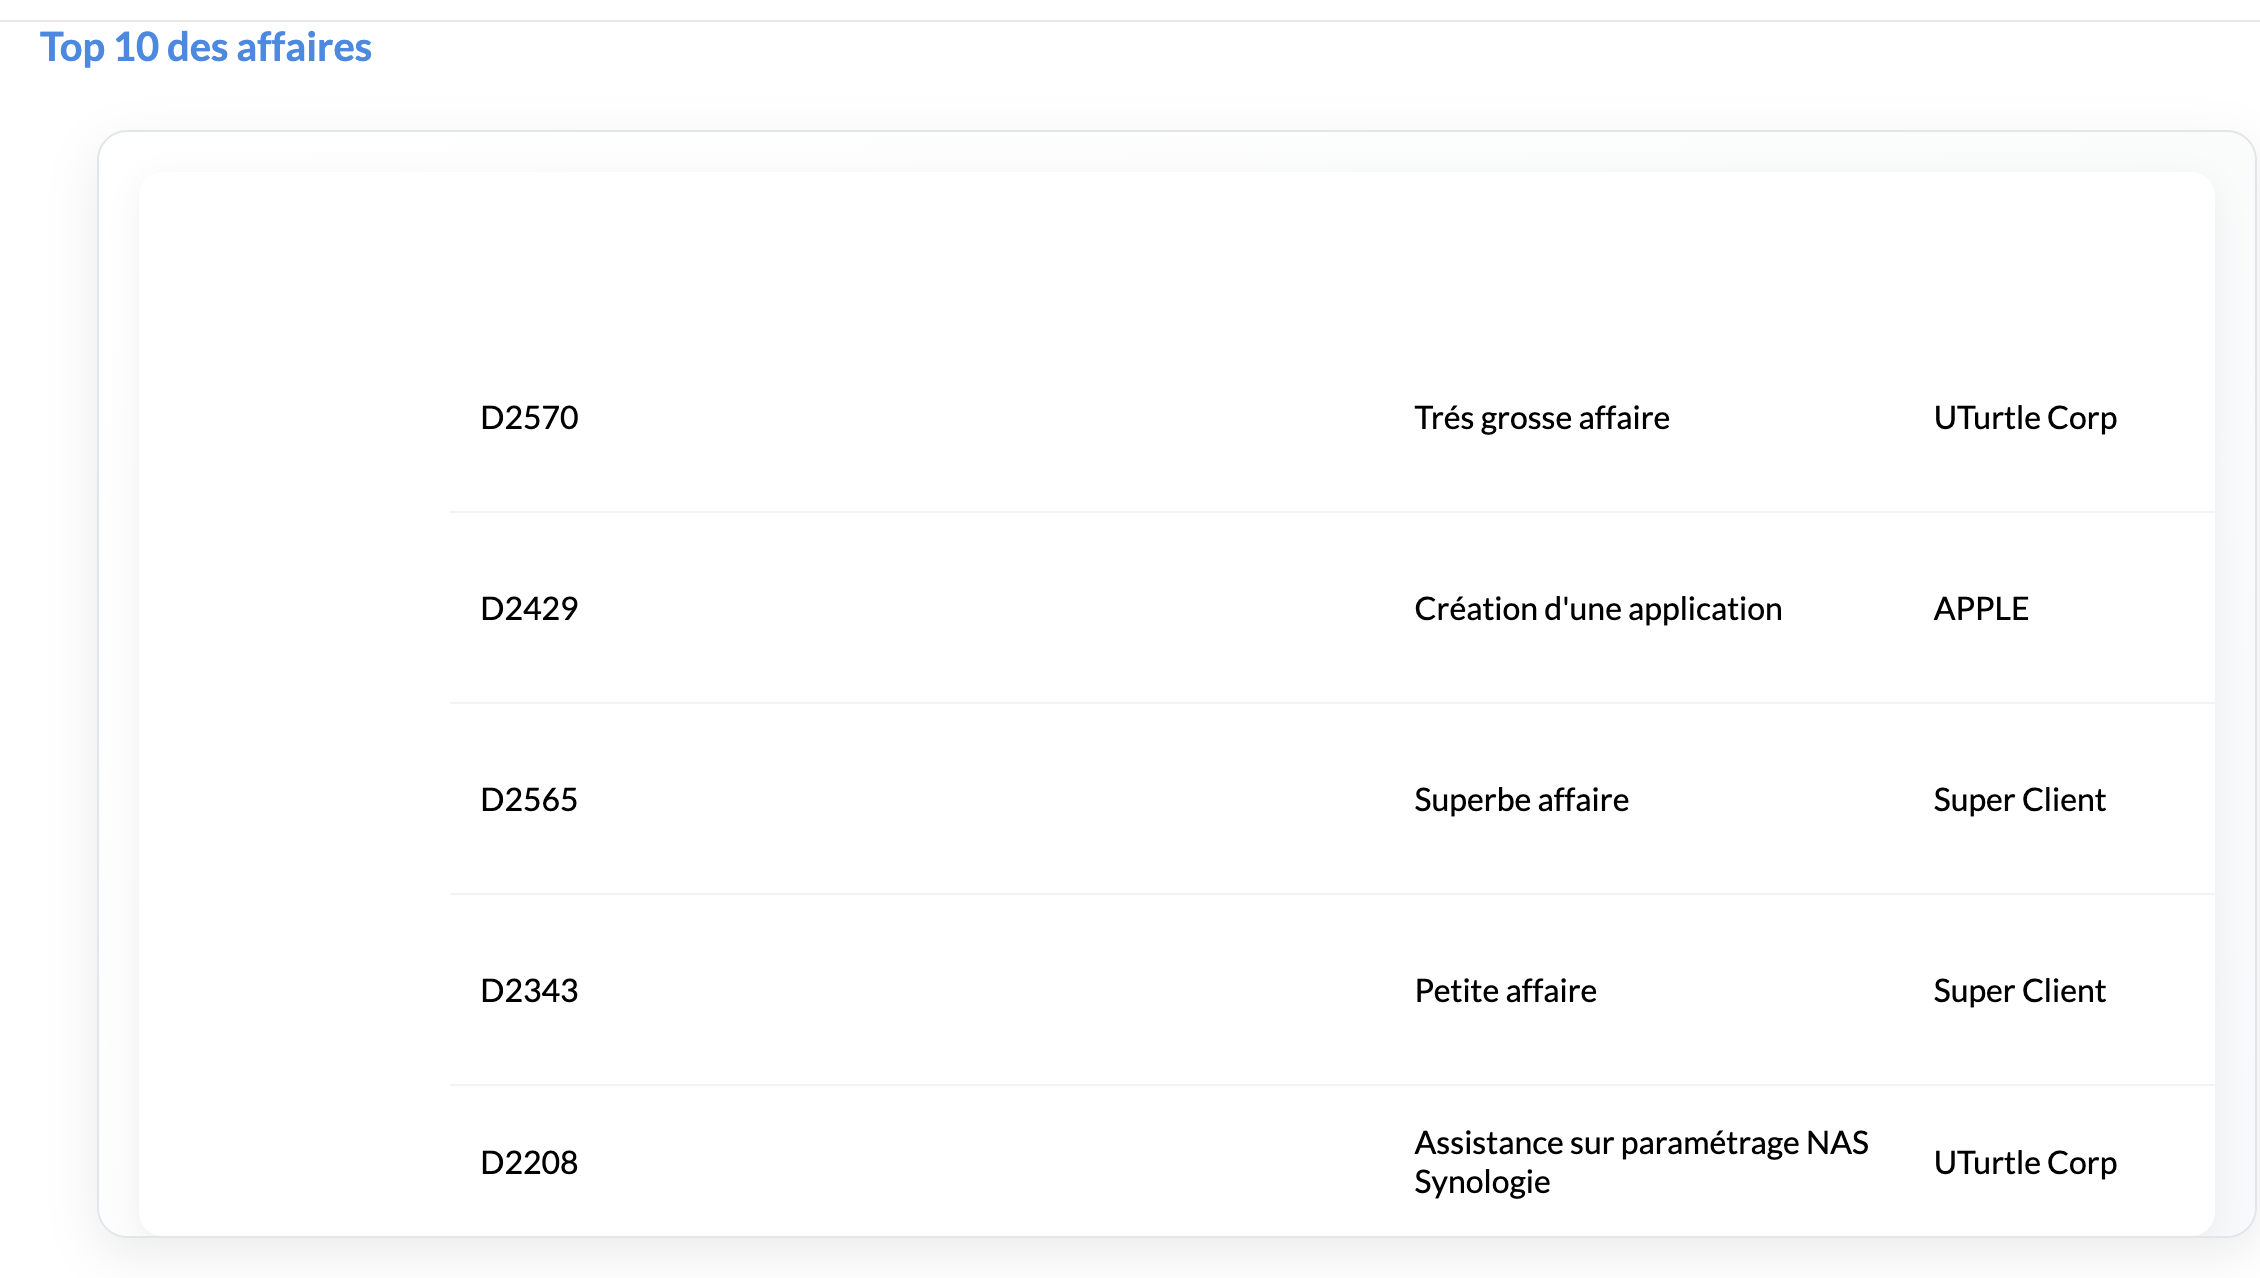 Top 10 des affaires
D2570 Trés grosse affaire UTurtle Corp
D2429 Création d'une application APPLE
D2565 Superbe affaire Super Client
D2343 Petite affaire Super Client
D2208 Assistance sur paramétrage NAS UTurtle Corp
Synologie